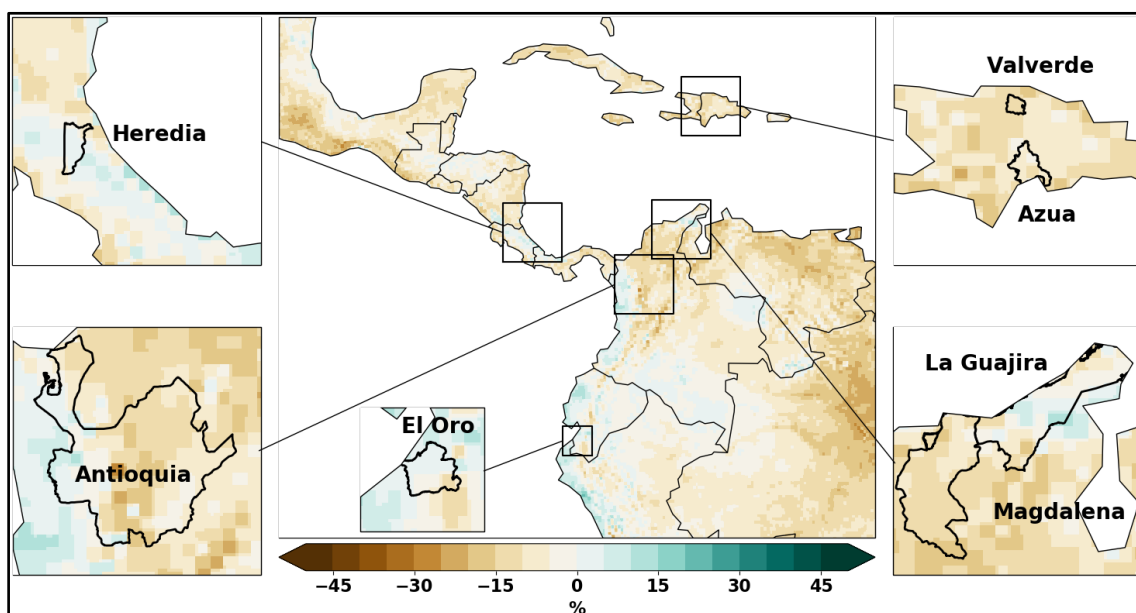 Heredia
Valverde
Azua
Antioquia
El Oro
La Guajira
Magdalena
−45 −30 −15 0 15 30 45
%